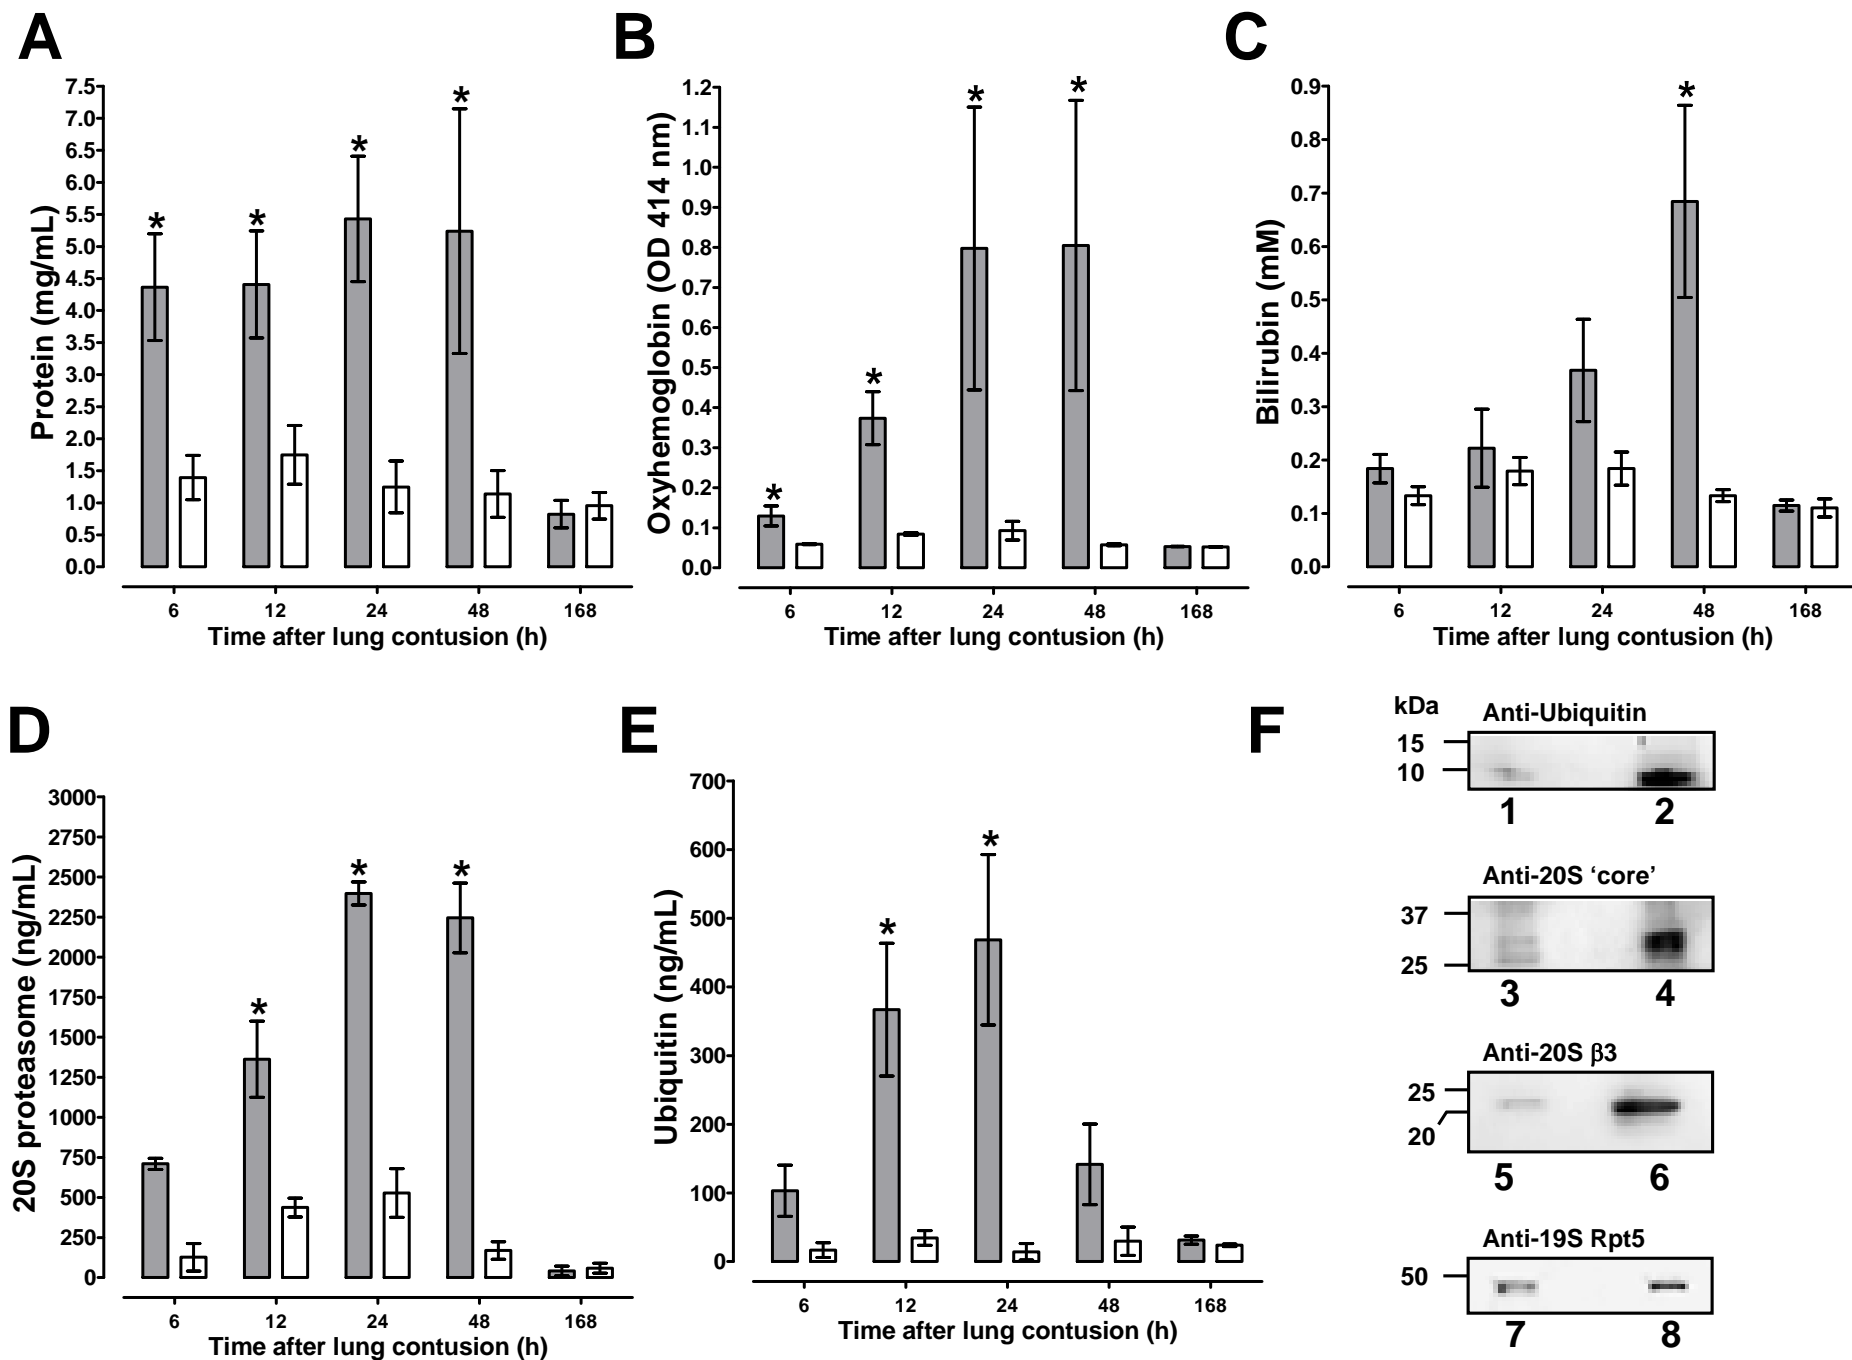 A
7.5
7.0
6.5
6.0
5.5
5.0
4.5
4.0
3.5
3.0
2.5
2.0
1.5
1.0
0.5
0.0
Protein (mg/mL)
* * * *
6 12 24 48 168
Time after lung contusion (h)
B
1.2
1.1
1.0
0.9
0.8
0.7
0.6
0.5
0.4
0.3
0.2
0.1
0.0
Oxyhemoglobin (OD 414 nm)
* * * *
6 12 24 48 168
Time after lung contusion (h)
C
0.9
0.8
0.7
0.6
0.5
0.4
0.3
0.2
0.1
0.0
Bilirubin (mM)
*
6 12 24 48 168
Time after lung contusion (h)
D
3000
2750
2500
2250
2000
1750
1500
1250
1000
750
500
250
0
20S proteasome (ng/mL)
* * *
6 12 24 48 168
Time after lung contusion (h)
E
700
600
500
400
300
200
100
0
Ubiquitin (ng/mL)
* *
6 12 24 48 168
Time after lung contusion (h)
F
kDa
Anti-Ubiquitin
15
10
1 2
Anti-20S ‘core’
37
25
3 4
Anti-20S β3
25
20
5 6
Anti-19S Rpt5
50
7 8